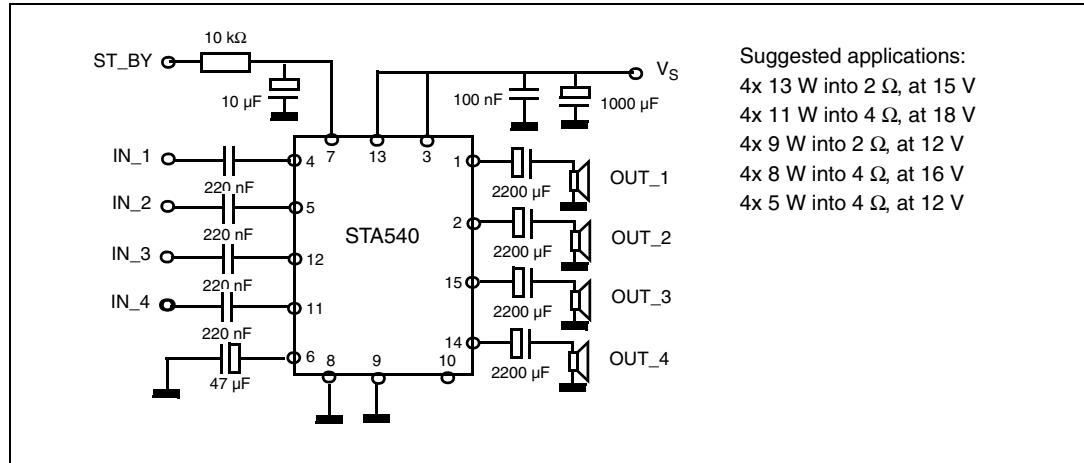 10 kΩ
ST_BY
10 µF
V_S
100 nF
1000 µF
7
13
3
IN_1
220 nF
4
IN_2
220 nF
5
IN_3
220 nF
12
IN_4
220 nF
11
47 µF
6
STA540
8
9
10
1
2200 µF
OUT_1
2
2200 µF
OUT_2
15
2200 µF
OUT_3
14
2200 µF
OUT_4
Suggested applications:
4x 13 W into 2 Ω, at 15 V
4x 11 W into 4 Ω, at 18 V
4x 9 W into 2 Ω, at 12 V
4x 8 W into 4 Ω, at 16 V
4x 5 W into 4 Ω, at 12 V